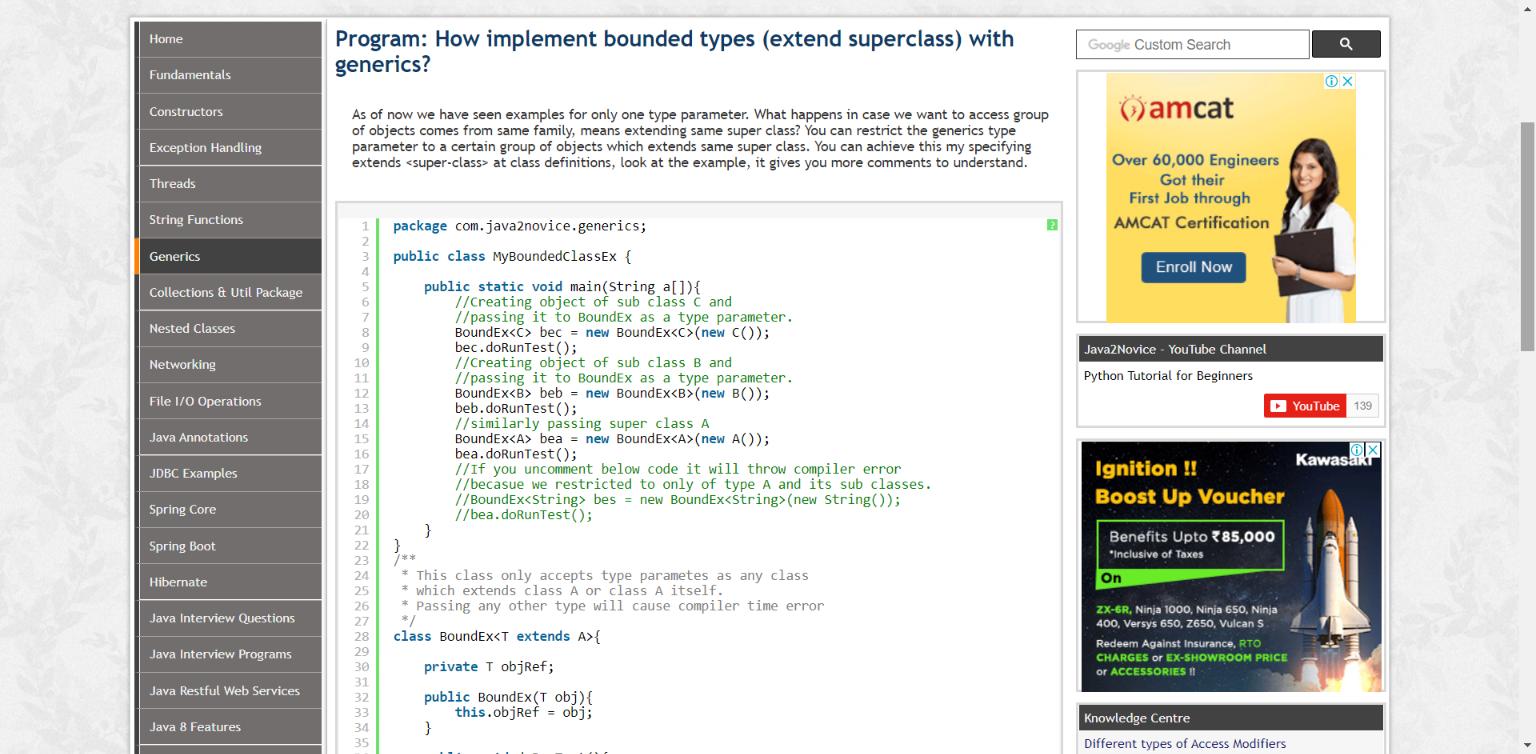 Home
Fundamentals
Constructors
Exception Handling
Threads
String Functions
Generics
Collections & Util Package
Nested Classes
Networking
File I/O Operations
Java Annotations
JDBC Examples
Spring Core
Spring Boot
Hibernate
Java Interview Questions
Java Interview Programs
Java Restful Web Services
Java 8 Features
Program: How implement bounded types (extend superclass) with
generics?
As of now we have seen examples for only one type parameter. What happens in case we want to access group
of objects comes from same family, means extending same super class? You can restrict the generics type
parameter to a certain group of objects which extends same super class. You can achieve this my specifying
extends <super-class> at class definitions, look at the example, it gives you more comments to understand.
?
1 package com.java2novice.generics;
2
3 public class MyBoundedClassEx {
4
5 public static void main(String a[]){
6 //Creating object of sub class C and
7 //passing it to BoundEx as a type parameter.
8 BoundEx<C> bec = new BoundEx<C>(new C());
9 bec.doRunTest();
10 //Creating object of sub class B and
11 //passing it to BoundEx as a type parameter.
12 BoundEx<B> beb = new BoundEx<B>(new B());
13 beb.doRunTest();
14 //similarly passing super class A
15 BoundEx<A> bea = new BoundEx<A>(new A());
16 bea.doRunTest();
17 //If you uncomment below code it will throw compiler error
18 //becasue we restricted to only of type A and its sub classes.
19 //BoundEx<String> bes = new BoundEx<String>(new String());
20 //bea.doRunTest();
21 }
22 }
23 /**
24 * This class only accepts type parametes as any class
25 * which extends class A or class A itself.
26 * Passing any other type will cause compiler time error
27 */
28 class BoundEx<T extends A>{
29
30 private T objRef;
31
32 public BoundEx(T obj){
33 this.objRef = obj;
34 }
35
Google Custom Search
amcat
Over 60,000 Engineers
Got their
First Job through
AMCAT Certification
Enroll Now
Java2Novice - YouTube Channel
Python Tutorial for Beginners
YouTube 139
Kawasaki
Ignition !!
Boost Up Voucher
Benefits Upto ₹85,000
*Inclusive of Taxes
On
ZX-6R, Ninja 1000, Ninja 650, Ninja
400, Versys 650, Z650, Vulcan S
Redeem Against Insurance, RTO
CHARGES or EX-SHOWROOM PRICE
or ACCESSORIES !!
Knowledge Centre
Different types of Access Modifiers